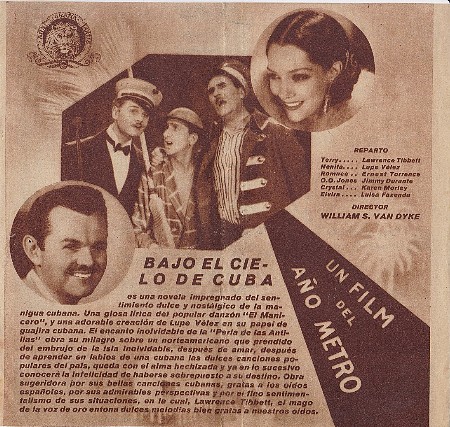 REPARTO
Terry..... Lawrence Tibbett
Nenita..... Lupe Vélez
Romero... Ernest Torrence
O.O. Jones Jimmy Durante
Crystal... Karen Morley
Elvira.... Luisa Fazenda
DIRECTOR
WILLIAM S. VAN DYKE
BAJO EL CIE-
LO DE CUBA
UN FILM
DEL
AÑO METRO
es una novela impregnada del sen-
timiento dulce y nostálgico de la ma-
nigua cubana. Una glosa lírica del popular danzón "El Mani-
cero", y una adorable creación de Lupe Vélez en su papel de
guajira cubana. El encanto inolvidable de la "Perla de las Anti-
llas" obra su milagro sobre un norteamericano que prendido
del embrujo de la isla inolvidable, después de amar, después
de aprender en labios de una cubana las dulces canciones po-
pulares del país, queda con el alma hechizada y ya en lo sucesivo
conocerá la infelicidad de haberse sobrepuesto a su destino. Obra
sugeridora por sus bellas canciones cubanas, gratas a los oídos
españoles, por sus admirables perspectivas y por el fino sentimen-
talismo de sus situaciones, en la cual, Lawrence Tibbett, el mago
de la voz de oro entona dulces melodías bien gratas a nuestros oídos.